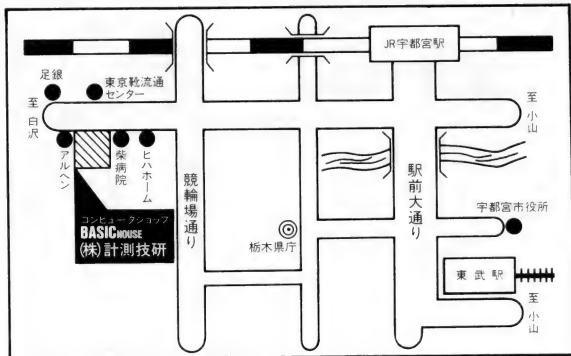 JR宇都宮駅
足銀
東京靴流通
センター
至白沢
至小山
アルヘン
柴病院
ヒハホーム
競輪場通り
駅前大通り
宇都宮市役所
コンピュータショップ
BASIC HOUSE
(株)計測技研
栃木県庁
東武駅
至小山